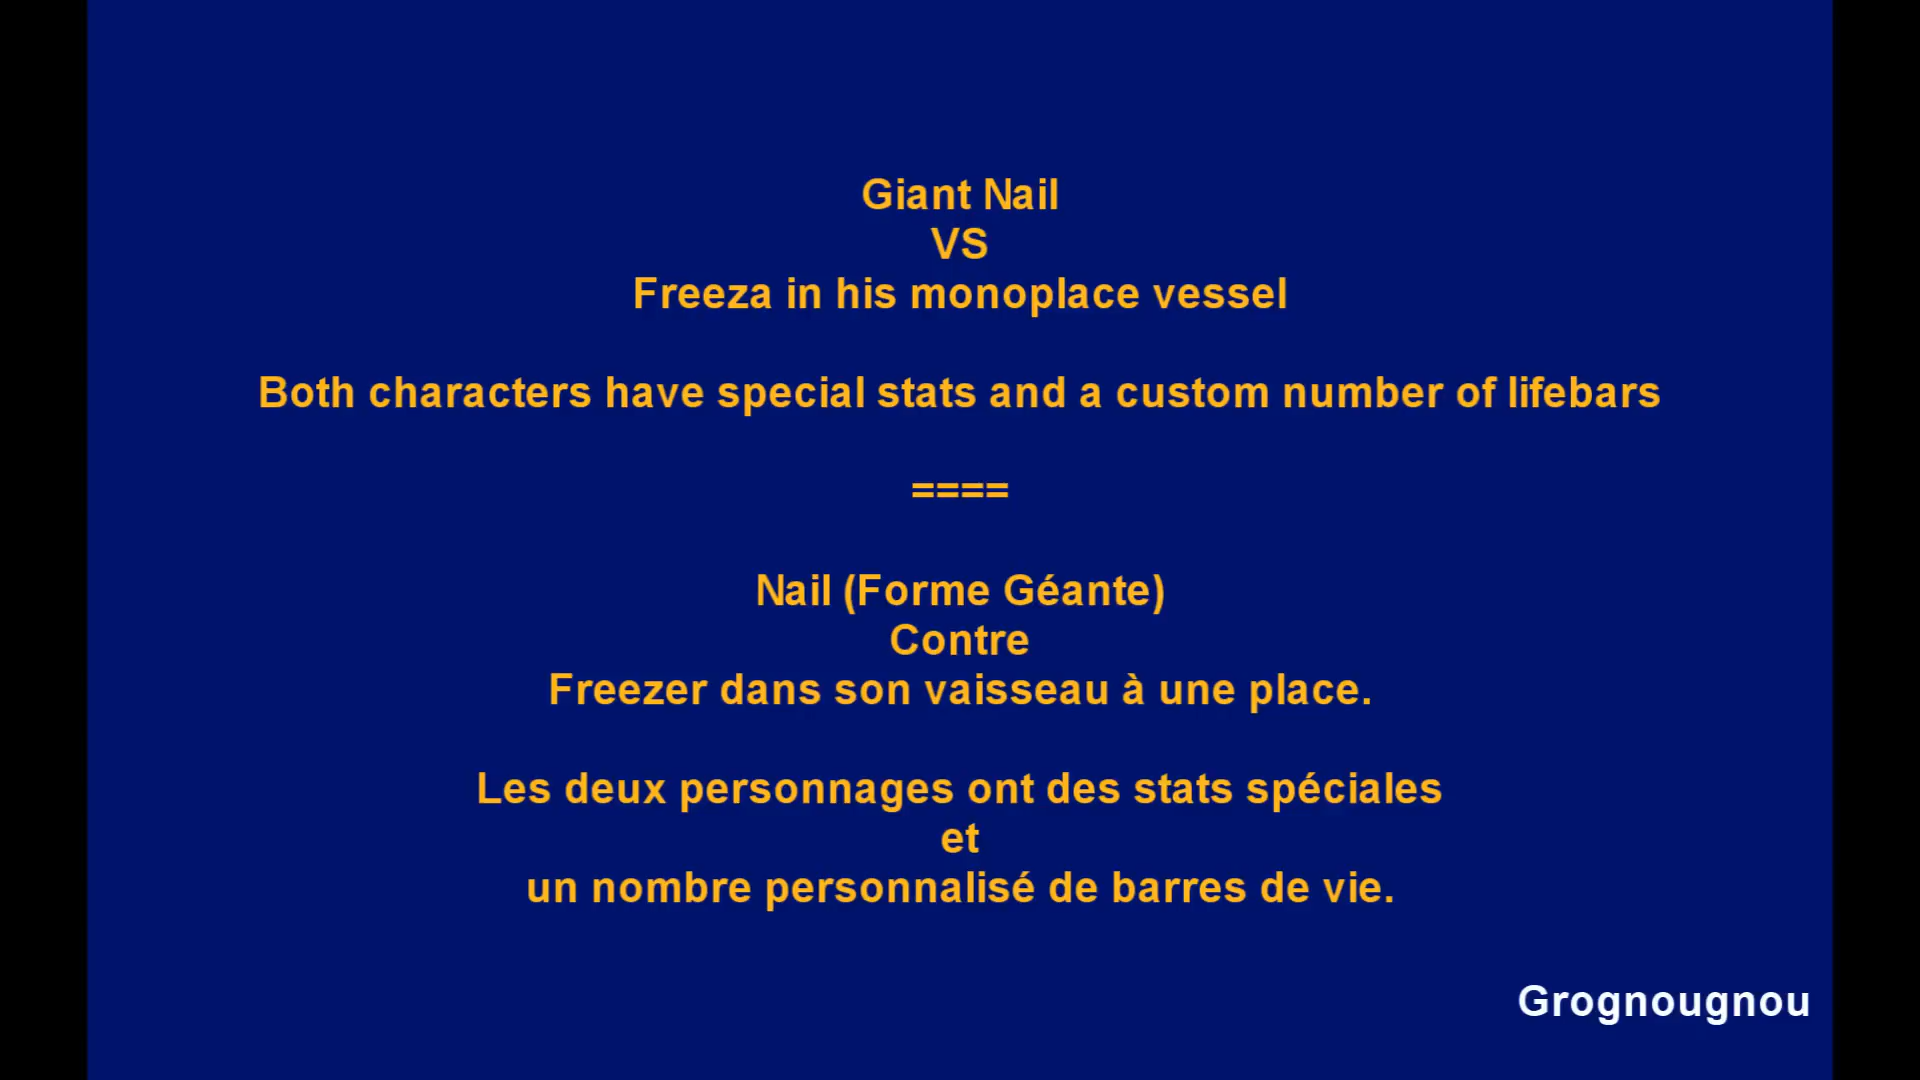 Giant Nail
VS
Freeza in his monoplace vessel
Both characters have special stats and a custom number of lifebars
====
Nail (Forme Géante)
Contre
Freezer dans son vaisseau à une place.
Les deux personnages ont des stats spéciales
et
un nombre personnalisé de barres de vie.
Grognougnou